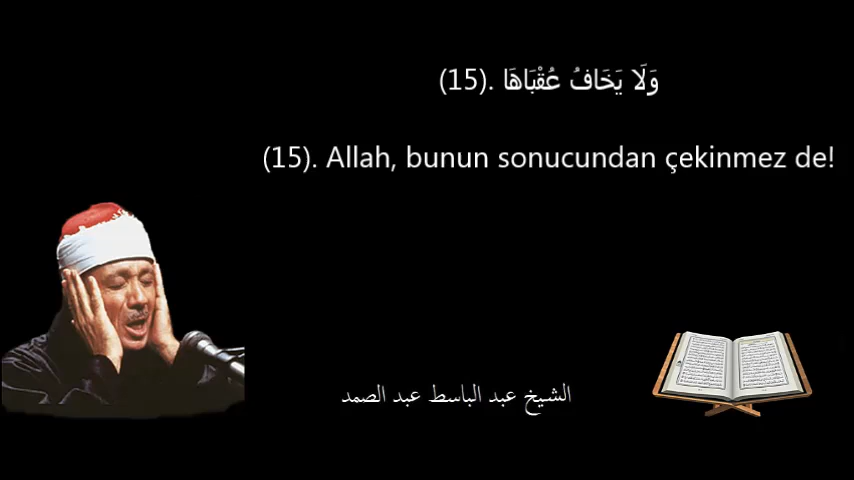 وَلَا يَخَافُ عُقْبَاهَا .(15)
(15). Allah, bunun sonucundan çekinmez de!
الشيخ عبد الباسط عبد الصمد